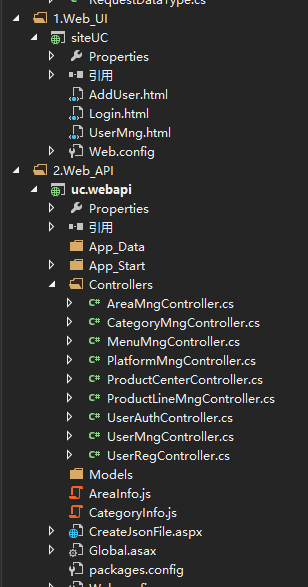 RequestDataType.cs
1.Web_UI
siteUC
Properties
引用
AddUser.html
Login.html
UserMng.html
Web.config
2.Web_API
uc.webapi
Properties
引用
App_Data
App_Start
Controllers
C# AreaMngController.cs
C# CategoryMngController.cs
C# MenuMngController.cs
C# PlatformMngController.cs
C# ProductCenterController.cs
C# ProductLineMngController.cs
C# UserAuthController.cs
C# UserMngController.cs
C# UserRegController.cs
Models
AreaInfo.js
CategoryInfo.js
CreateJsonFile.aspx
Global.asax
packages.config
Web.config